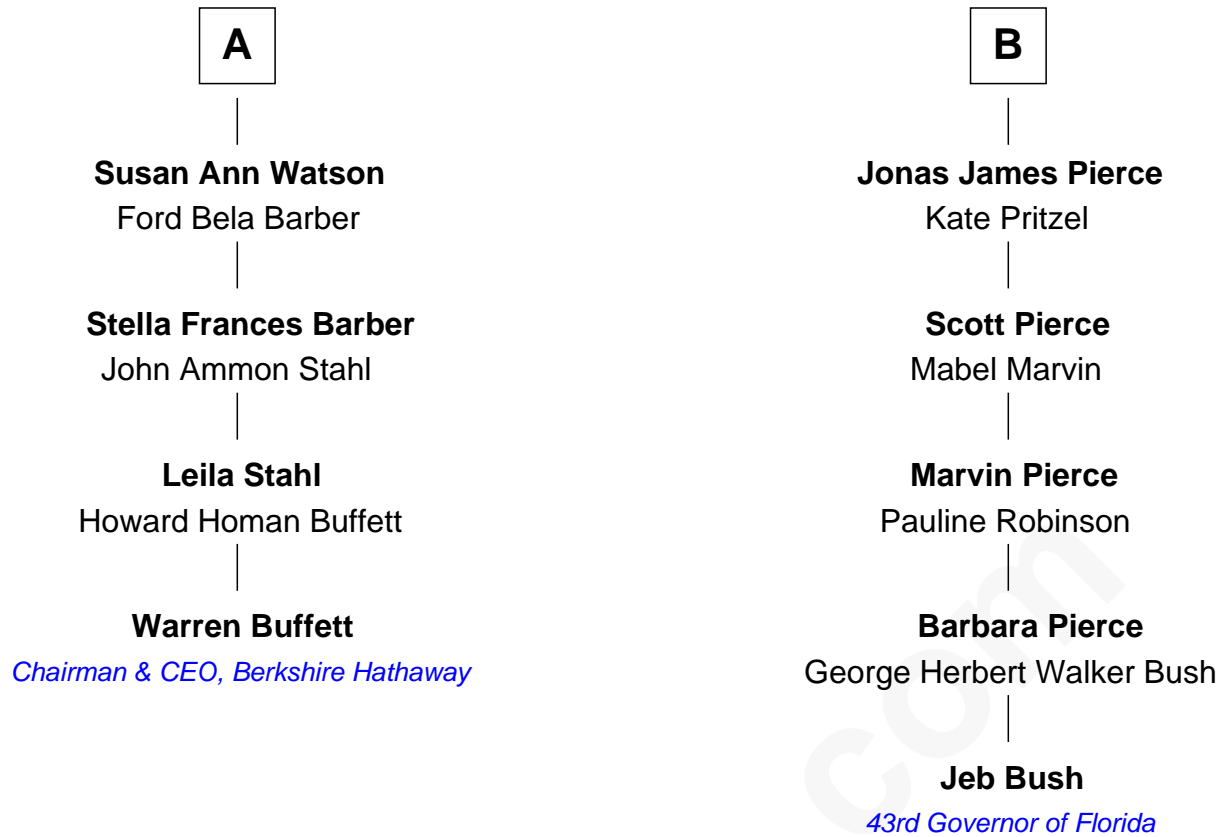 A
Susan Ann Watson
Ford Bela Barber
Stella Frances Barber
John Ammon Stahl
Leila Stahl
Howard Homan Buffett
Warren Buffett
Chairman & CEO, Berkshire Hathaway
B
Jonas James Pierce
Kate Pritzel
Scott Pierce
Mabel Marvin
Marvin Pierce
Pauline Robinson
Barbara Pierce
George Herbert Walker Bush
Jeb Bush
43rd Governor of Florida
com